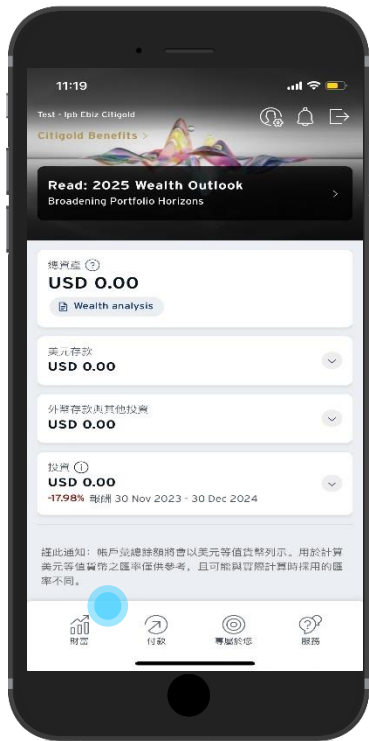 11:19
Test - Ipb Ebiz Citigold
Citigold Benefits >
Read: 2025 Wealth Outlook
Broadening Portfolio Horizons
總資產 ?
USD 0.00
Wealth analysis
美元存款
USD 0.00
外幣存款與其他投資
USD 0.00
投資 i
USD 0.00
-17.98% 報酬 30 Nov 2023 - 30 Dec 2024
謹此通知：帳戶並總餘額將會以美元等值貨幣列示。用於計算
美元等值貨幣之匯率僅供參考，且可能與實際計算時採用的匯
率不同。
財富 付款 專屬於您 服務